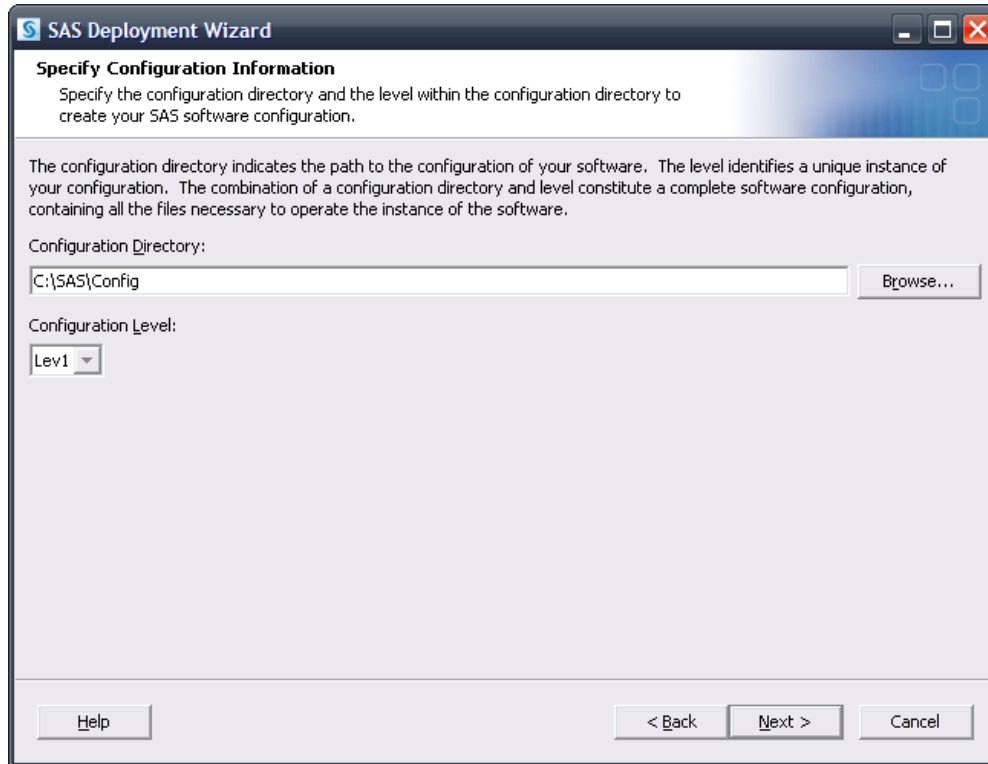 SAS Deployment Wizard
Specify Configuration Information
Specify the configuration directory and the level within the configuration directory to
create your SAS software configuration.
The configuration directory indicates the path to the configuration of your software. The level identifies a unique instance of
your configuration. The combination of a configuration directory and level constitute a complete software configuration,
containing all the files necessary to operate the instance of the software.
Configuration Directory:
C:\SAS\Config
Browse...
Configuration Level:
Lev1
Help
< Back
Next >
Cancel